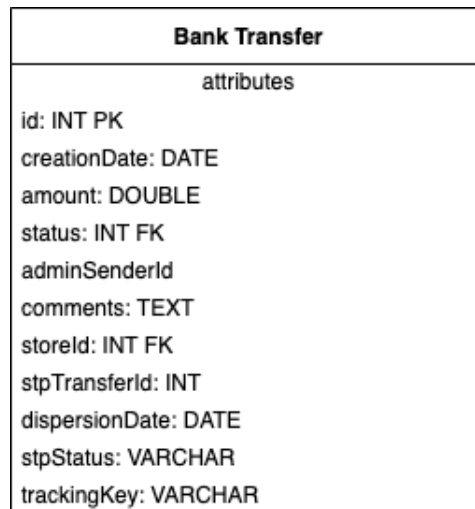 Bank Transfer
attributes
id: INT PK
creationDate: DATE
amount: DOUBLE
status: INT FK
adminSenderId
comments: TEXT
storeId: INT FK
stpTransferId: INT
dispersionDate: DATE
stpStatus: VARCHAR
trackingKey: VARCHAR